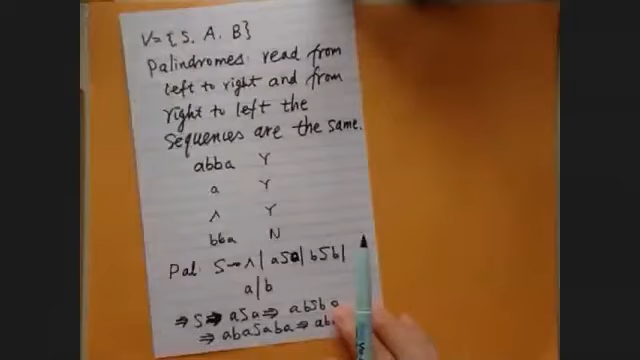 V = {S, A, B}
Palindromes: read from
left to right and from
right to left the
sequences are the same.
abba Y
a Y
Λ Y
bba N
Pal: S → Λ | aSa | bSb |
a | b
⇒ S ⇒ aSa ⇒ abSba
⇒ abaSaba ⇒